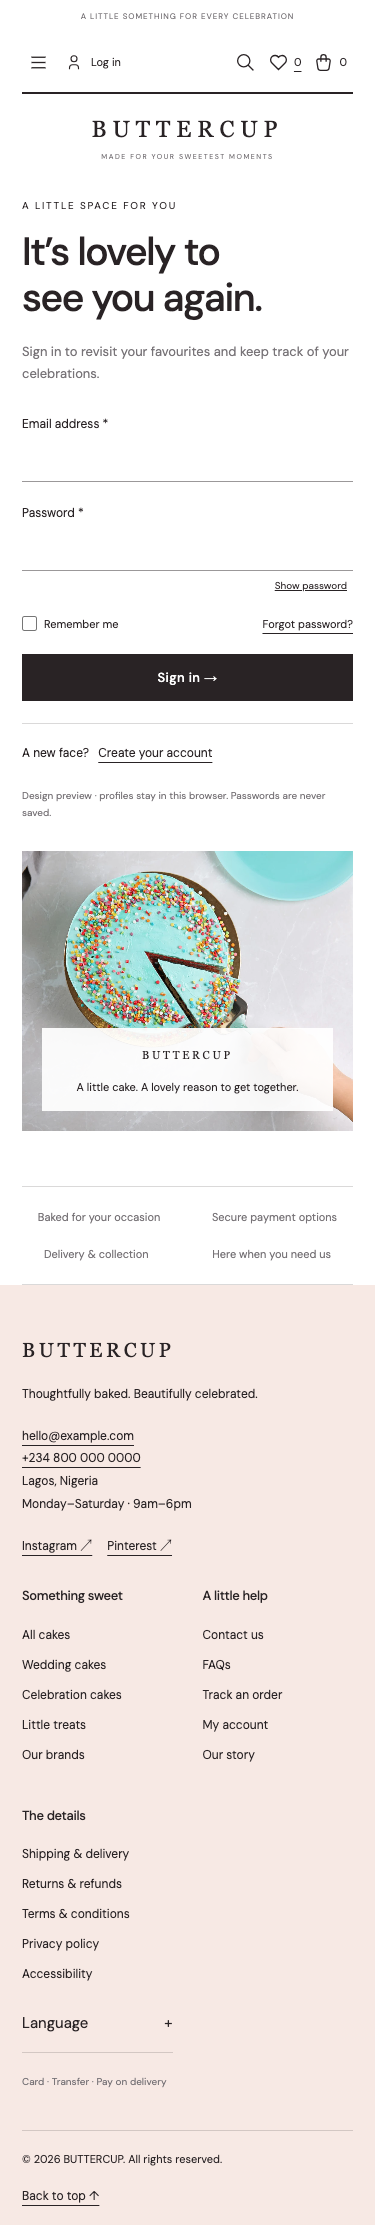 A LITTLE SOMETHING FOR EVERY CELEBRATION
Log in
0
0
BUTTERCUP
MADE FOR YOUR SWEETEST MOMENTS
A LITTLE SPACE FOR YOU
It’s lovely to
see you again.
Sign in to revisit your favourites and keep track of your
celebrations.
Email address *
Password *
Show password
Remember me
Forgot password?
Sign in →
A new face? Create your account
Design preview · profiles stay in this browser. Passwords are never
saved.
BUTTERCUP
A little cake. A lovely reason to get together.
Baked for your occasion
Secure payment options
Delivery & collection
Here when you need us
BUTTERCUP
Thoughtfully baked. Beautifully celebrated.
hello@example.com
+234 800 000 0000
Lagos, Nigeria
Monday–Saturday · 9am–6pm
Instagram ↗ Pinterest ↗
Something sweet
All cakes
Wedding cakes
Celebration cakes
Little treats
Our brands
A little help
Contact us
FAQs
Track an order
My account
Our story
The details
Shipping & delivery
Returns & refunds
Terms & conditions
Privacy policy
Accessibility
Language +
Card · Transfer · Pay on delivery
© 2026 BUTTERCUP. All rights reserved.
Back to top ↑